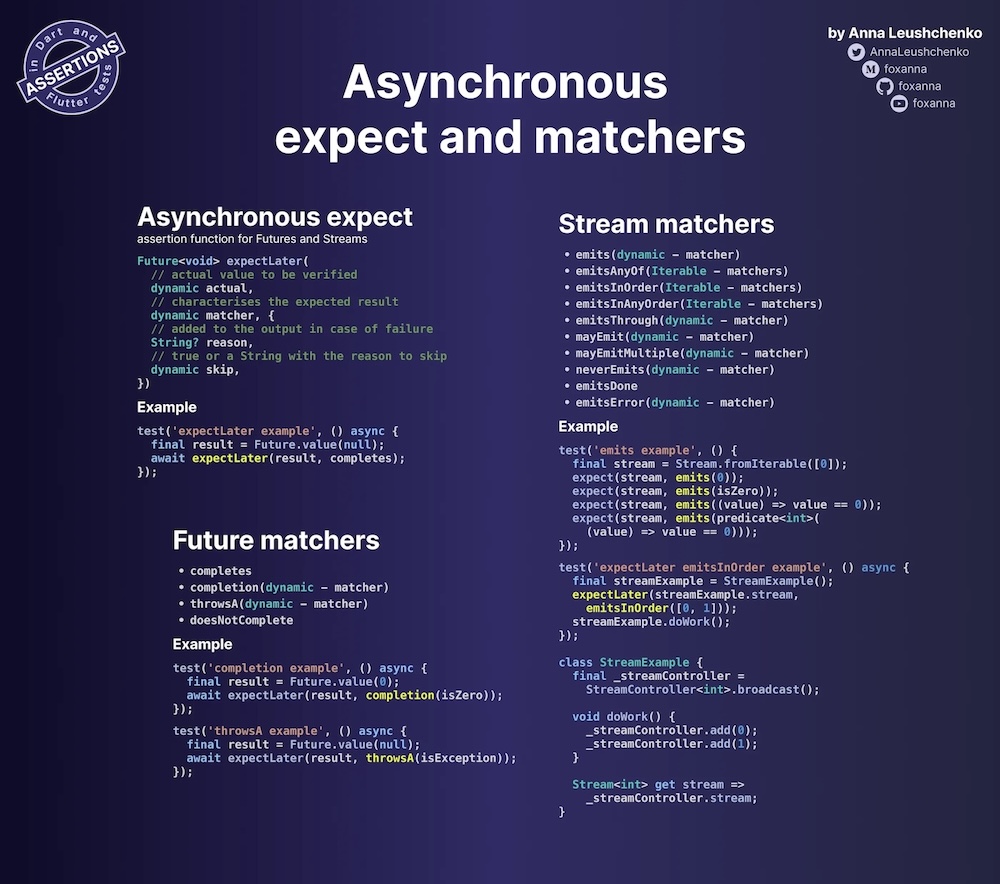 in Dart and
ASSERTIONS
Flutter tests
by Anna Leushchenko
AnnaLeushchenko
foxanna
foxanna
foxanna
Asynchronous
expect and matchers
Asynchronous expect
assertion function for Futures and Streams
Future<void> expectLater(
  // actual value to be verified
  dynamic actual,
  // characterises the expected result
  dynamic matcher, {
  // added to the output in case of failure
  String? reason,
  // true or a String with the reason to skip
  dynamic skip,
})
Example
test('expectLater example', () async {
  final result = Future.value(null);
  await expectLater(result, completes);
});
Future matchers
• completes
• completion(dynamic - matcher)
• throwsA(dynamic - matcher)
• doesNotComplete
Example
test('completion example', () async {
  final result = Future.value(0);
  await expectLater(result, completion(isZero));
});
test('throwsA example', () async {
  final result = Future.value(null);
  await expectLater(result, throwsA(isException));
});
Stream matchers
• emits(dynamic - matcher)
• emitsAnyOf(Iterable - matchers)
• emitsInOrder(Iterable - matchers)
• emitsInAnyOrder(Iterable - matchers)
• emitsThrough(dynamic - matcher)
• mayEmit(dynamic - matcher)
• mayEmitMultiple(dynamic - matcher)
• neverEmits(dynamic - matcher)
• emitsDone
• emitsError(dynamic - matcher)
Example
test('emits example', () {
  final stream = Stream.fromIterable([0]);
  expect(stream, emits(0));
  expect(stream, emits(isZero));
  expect(stream, emits((value) => value == 0));
  expect(stream, emits(predicate<int>(
    (value) => value == 0)));
});
test('expectLater emitsInOrder example', () async {
  final streamExample = StreamExample();
  expectLater(streamExample.stream,
    emitsInOrder([0, 1]));
  streamExample.doWork();
});
class StreamExample {
  final _streamController =
    StreamController<int>.broadcast();
  void doWork() {
    _streamController.add(0);
    _streamController.add(1);
  }
  Stream<int> get stream =>
    _streamController.stream;
}